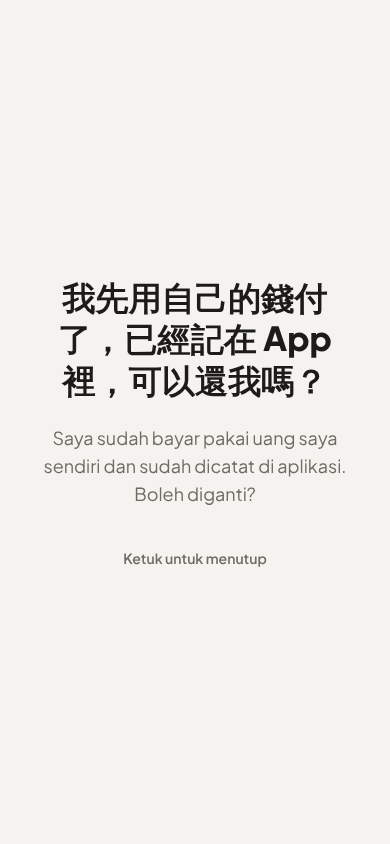 我先用自己的錢付
了，已經記在 App
裡，可以還我嗎？
Saya sudah bayar pakai uang saya
sendiri dan sudah dicatat di aplikasi.
Boleh diganti?
Ketuk untuk menutup